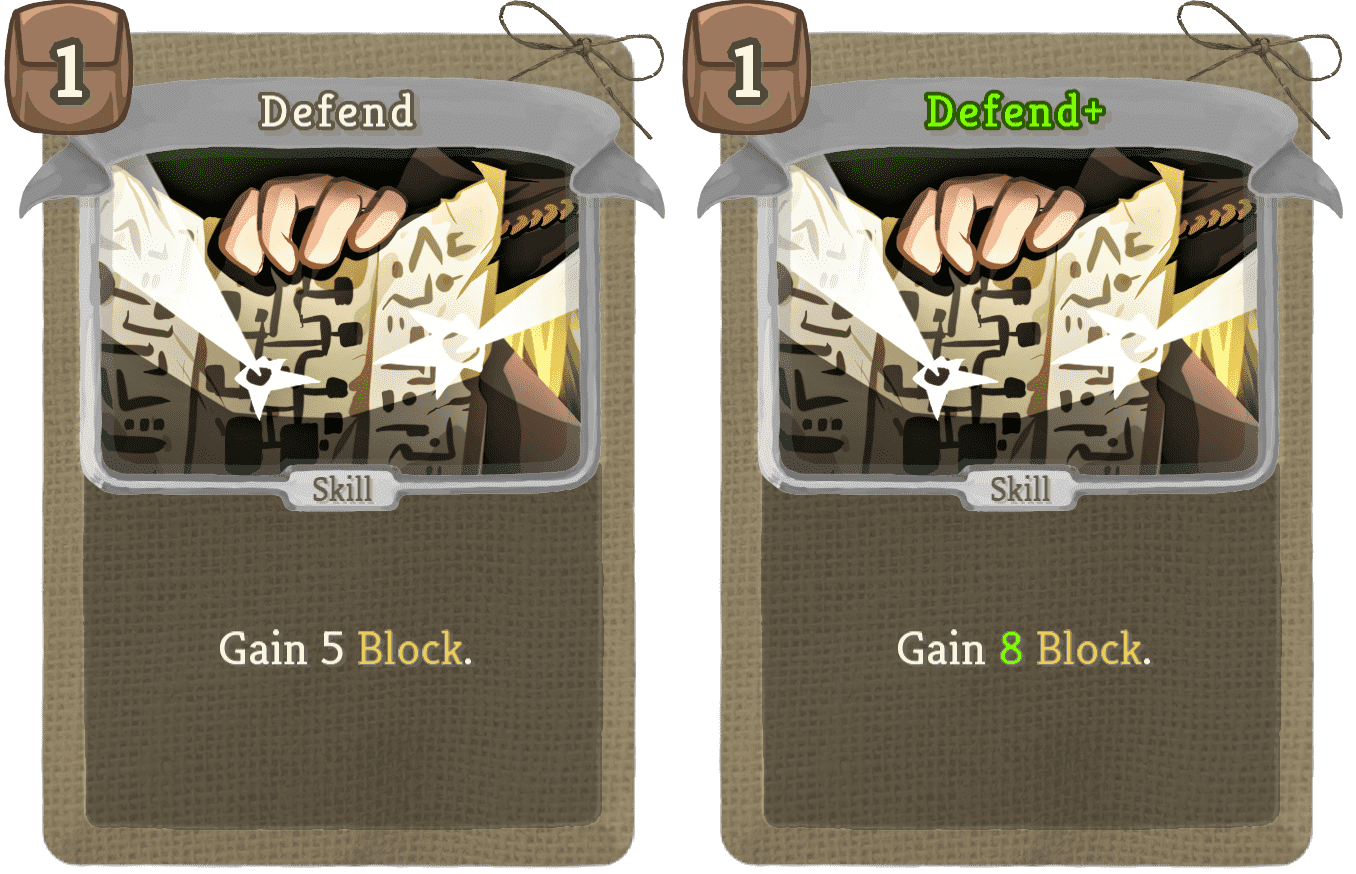 1
Defend
Skill
Gain 5 Block.
1
Defend+
Skill
Gain 8 Block.